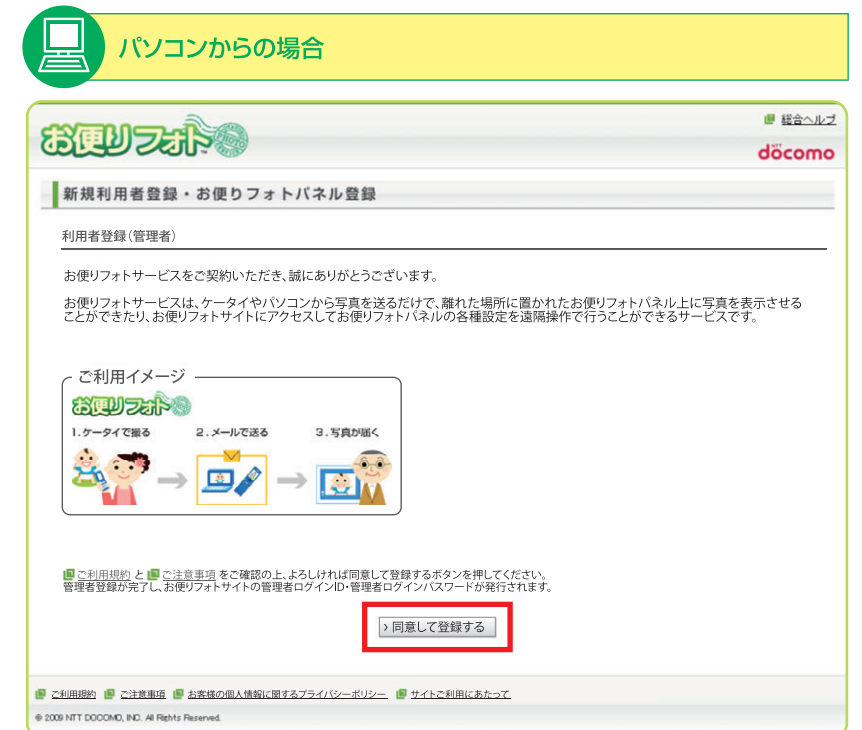 パソコンからの場合
総合ヘルプ
お便りフォト PHOTO
NTT
döcomo
新規利用者登録・お便りフォトパネル登録
利用者登録(管理者)
お便りフォトサービスをご契約いただき、誠にありがとうございます。
お便りフォトサービスは、ケータイやパソコンから写真を送るだけで、離れた場所に置かれたお便りフォトパネル上に写真を表示させる
ことができたり、お便りフォトサイトにアクセスしてお便りフォトパネルの各種設定を遠隔操作で行うことができるサービスです。
ご利用イメージ
お便りフォト
1.ケータイで撮る 2.メールで送る 3.写真が届く
ご利用規約 と ご注意事項 をご確認の上、よろしければ同意して登録するボタンを押してください。
管理者登録が完了し、お便りフォトサイトの管理者ログインID・管理者ログインパスワードが発行されます。
› 同意して登録する
ご利用規約 ご注意事項 お客様の個人情報に関するプライバシーポリシー サイトご利用にあたって
© 2009 NTT DOCOMO, INC. All Rights Reserved.